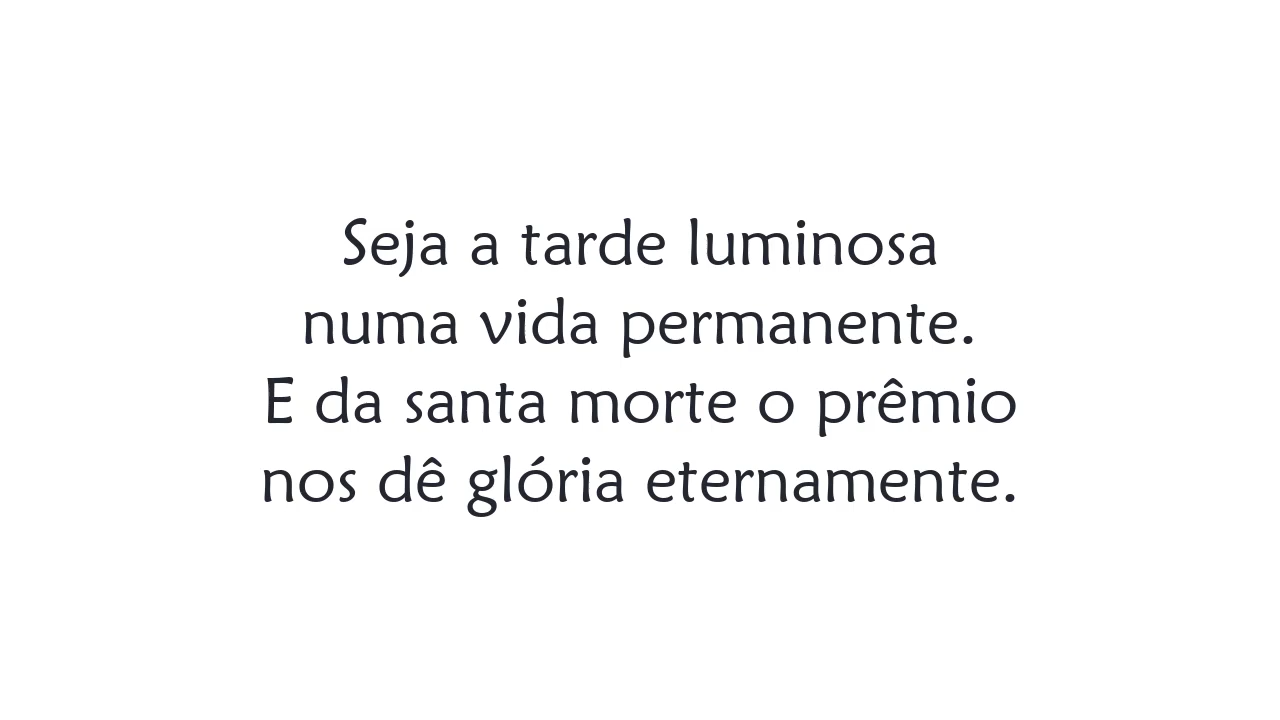 Seja a tarde luminosa
numa vida permanente.
E da santa morte o prêmio
nos dê glória eternamente.